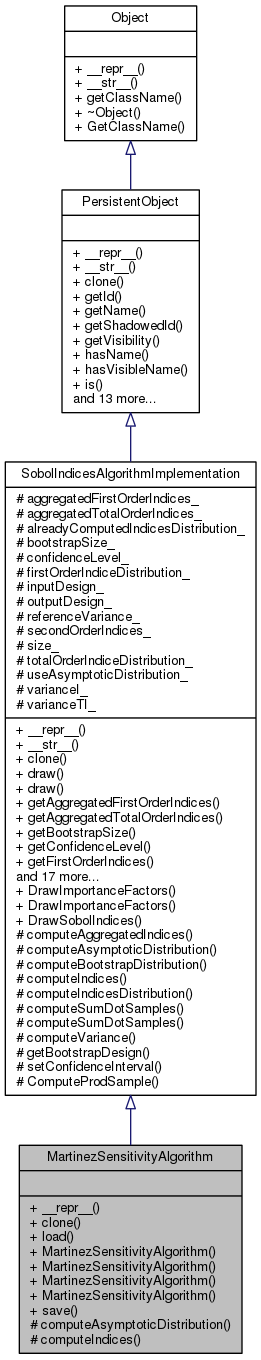 Object
+ __repr__()
+ __str__()
+ getClassName()
+ ~Object()
+ GetClassName()
PersistentObject
+ __repr__()
+ __str__()
+ clone()
+ getId()
+ getName()
+ getShadowedId()
+ getVisibility()
+ hasName()
+ hasVisibleName()
+ is()
and 13 more...
SobolIndicesAlgorithmImplementation
# aggregatedFirstOrderIndices_
# aggregatedTotalOrderIndices_
# alreadyComputedIndicesDistribution_
# bootstrapSize_
# confidenceLevel_
# firstOrderIndiceDistribution_
# inputDesign_
# outputDesign_
# referenceVariance_
# secondOrderIndices_
# size_
# totalOrderIndiceDistribution_
# useAsymptoticDistribution_
# varianceI_
# varianceTI_
+ __repr__()
+ __str__()
+ clone()
+ draw()
+ draw()
+ getAggregatedFirstOrderIndices()
+ getAggregatedTotalOrderIndices()
+ getBootstrapSize()
+ getConfidenceLevel()
+ getFirstOrderIndices()
and 17 more...
+ DrawImportanceFactors()
+ DrawImportanceFactors()
+ DrawSobolIndices()
# computeAggregatedIndices()
# computeAsymptoticDistribution()
# computeBootstrapDistribution()
# computeIndices()
# computeIndicesDistribution()
# computeSumDotSamples()
# computeSumDotSamples()
# computeVariance()
# getBootstrapDesign()
# setConfidenceInterval()
# ComputeProdSample()
MartinezSensitivityAlgorithm
+ __repr__()
+ clone()
+ load()
+ MartinezSensitivityAlgorithm()
+ MartinezSensitivityAlgorithm()
+ MartinezSensitivityAlgorithm()
+ MartinezSensitivityAlgorithm()
+ save()
# computeAsymptoticDistribution()
# computeIndices()